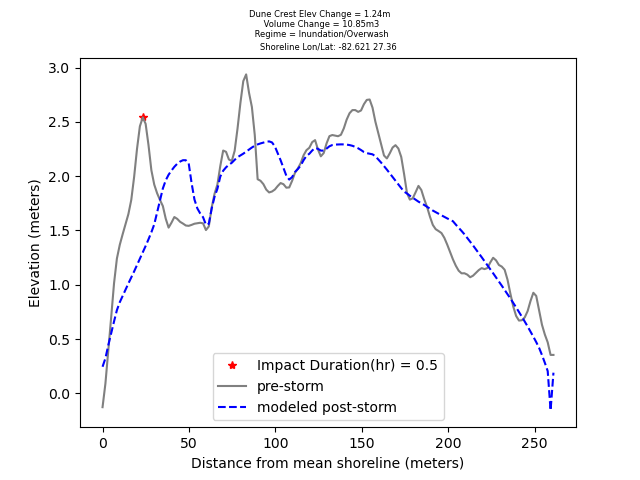 Dune Crest Elev Change = 1.24m
Volume Change = 10.85m3
Regime = Inundation/Overwash
Shoreline Lon/Lat: -82.621 27.36
3.0
2.5
2.0
1.5
1.0
0.5
0.0
Elevation (meters)
Impact Duration(hr) = 0.5
pre-storm
modeled post-storm
0 50 100 150 200 250
Distance from mean shoreline (meters)